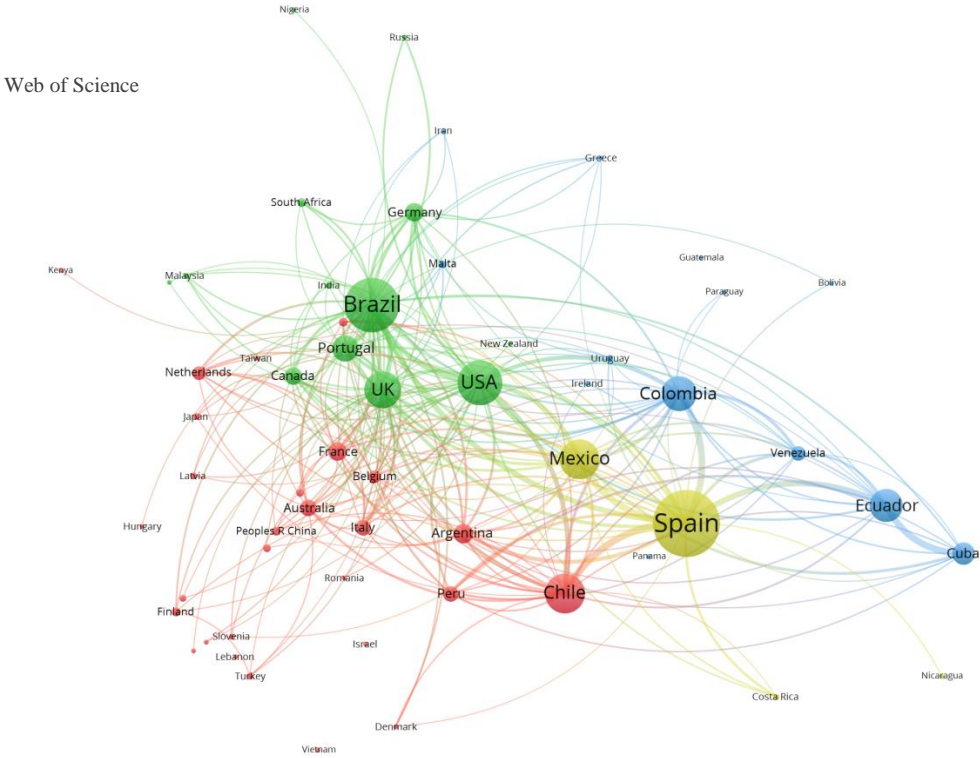 Nigeria
Russia
Web of Science
Iran
Greece
South Africa
Germany
Guatemala
Malta
Kenya
Malaysia
India
Paraguay
Bolivia
Brazil
New Zealand
Portugal
Taiwan
Uruguay
Netherlands
Canada
UK
USA
Ireland
Colombia
Japan
France
Mexico
Venezuela
Latvia
Belgium
Australia
Ecuador
Hungary
Peoples R China
Italy
Argentina
Spain
Panama
Cuba
Romania
Peru
Chile
Finland
Slovenia
Israel
Lebanon
Turkey
Nicaragua
Costa Rica
Denmark
Vietnam